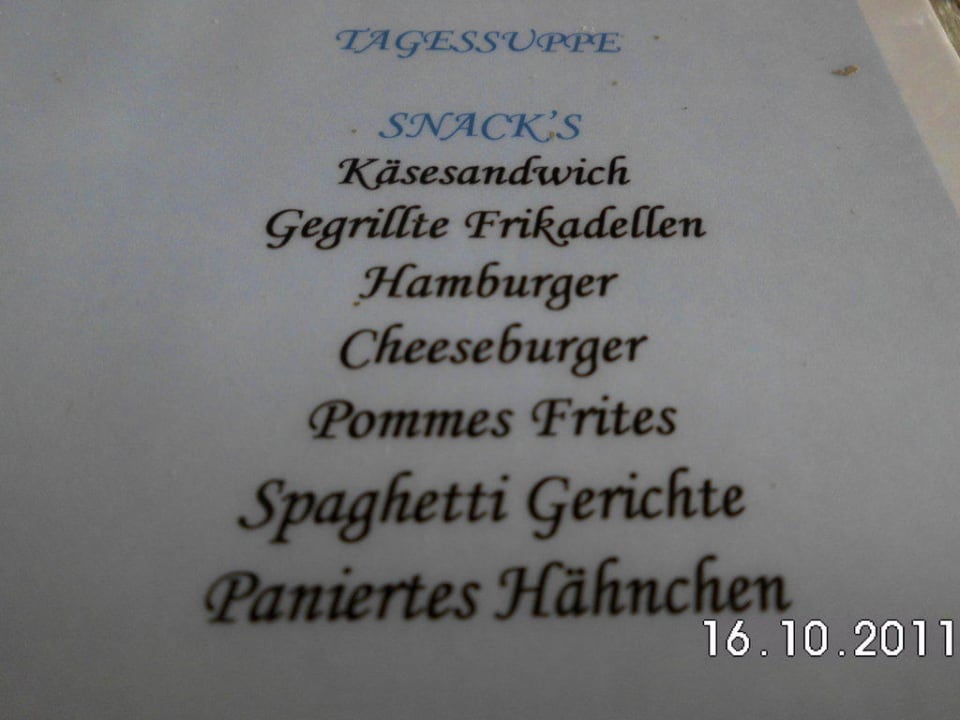 TAGESSUPPE
SNACK'S
Käsesandwich
Gegrillte Frikadellen
Hamburger
Cheeseburger
Pommes Frites
Spaghetti Gerichte
Paniertes Hähnchen
16.10.2011